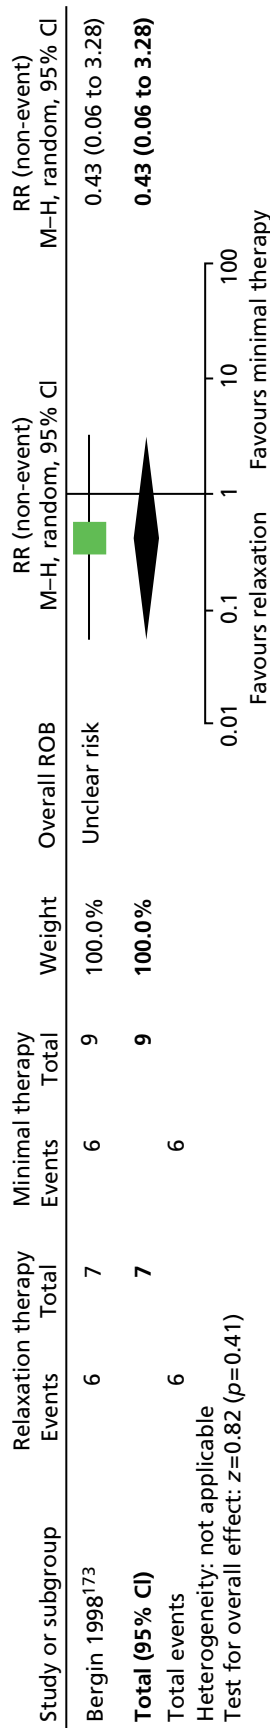 Relaxation therapy Minimal therapy RR (non-event) RR (non-event)
Study or subgroup Events Total Events Total Weight Overall ROB M–H, random, 95% CI M–H, random, 95% CI
Bergin 1998173 6 7 6 9 100.0% Unclear risk 0.43 (0.06 to 3.28)
Total (95% CI) 7 9 100.0% 0.43 (0.06 to 3.28)
Total events 6 6
Heterogeneity: not applicable
Test for overall effect: z=0.82 (p=0.41)
0.01 0.1 1 10 100
Favours relaxation Favours minimal therapy